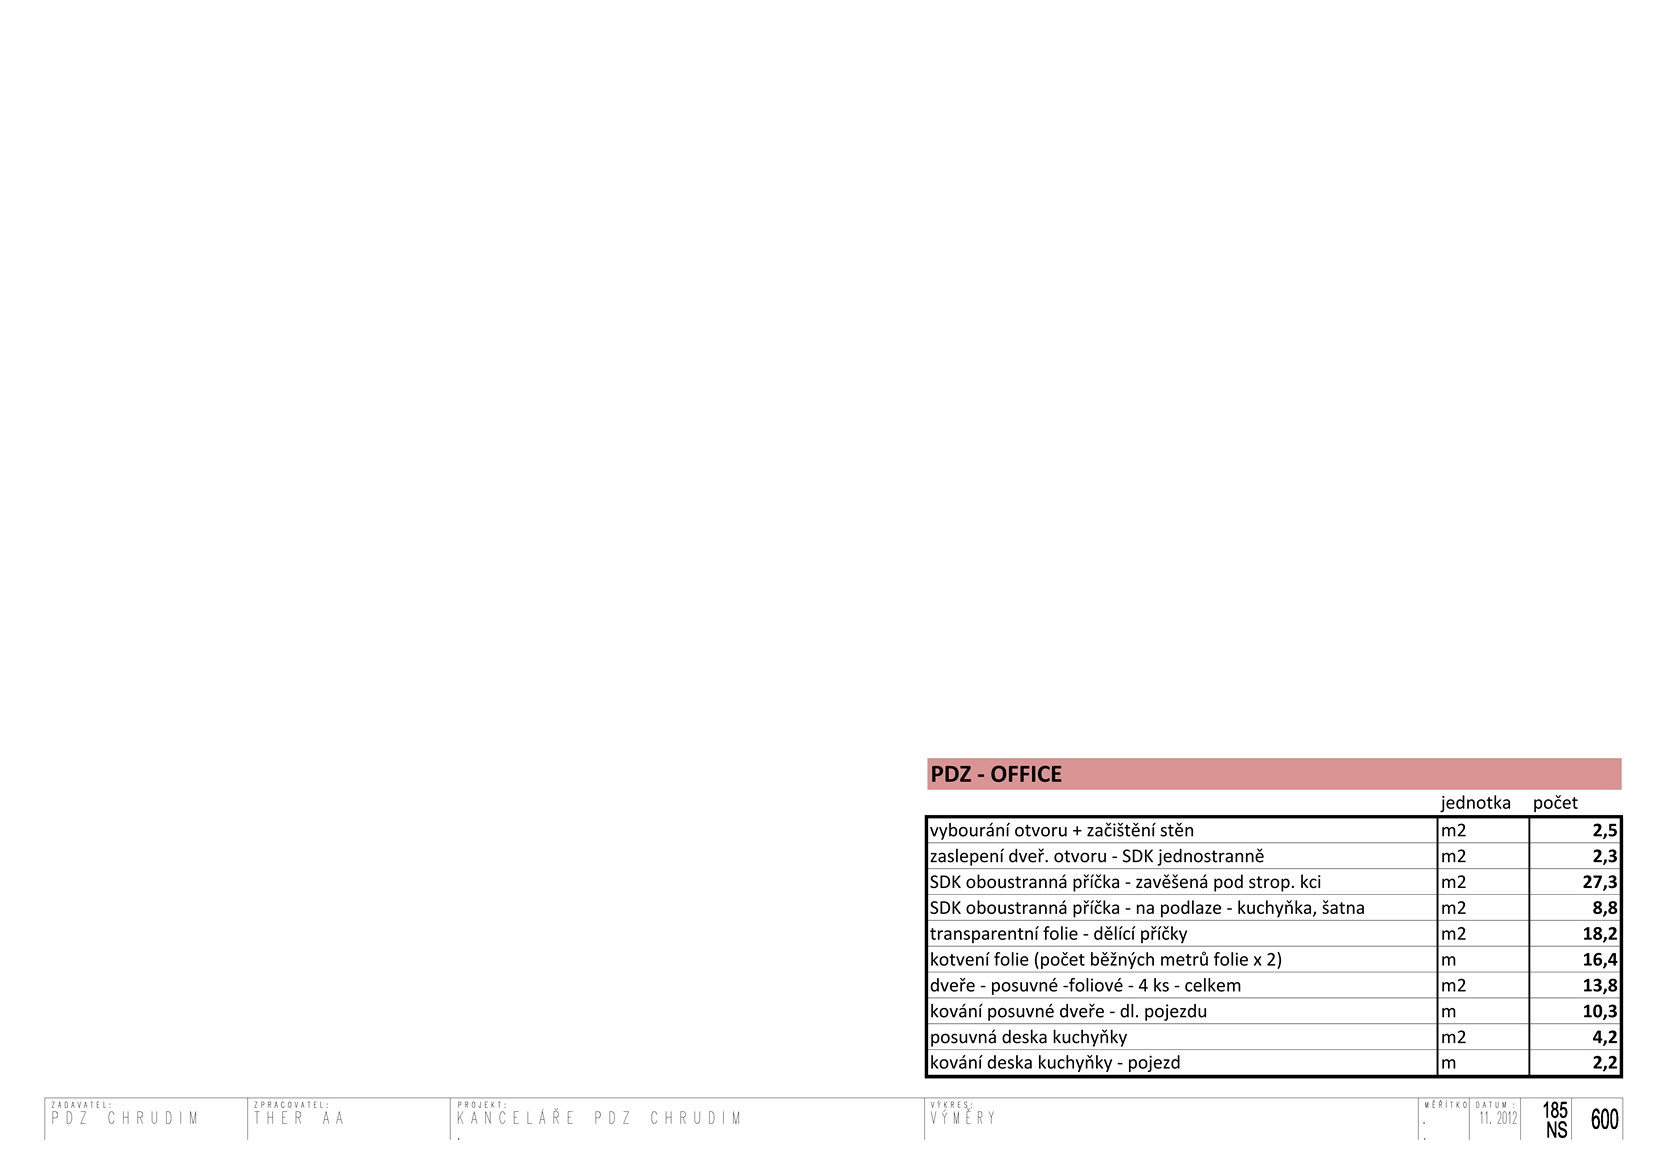 PDZ - OFFICE
jednotka počet
vybourání otvoru + začištění stěn m2 2,5
zaslepení dveř. otvoru - SDK jednostranně m2 2,3
SDK oboustranná příčka - zavěšená pod strop. kci m2 27,3
SDK oboustranná příčka - na podlaze - kuchyňka, šatna m2 8,8
transparentní folie - dělící příčky m2 18,2
kotvení folie (počet běžných metrů folie x 2) m 16,4
dveře - posuvné -foliové - 4 ks - celkem m2 13,8
kování posuvné dveře - dl. pojezdu m 10,3
posuvná deska kuchyňky m2 4,2
kování deska kuchyňky - pojezd m 2,2
ZADAVATEL: ZPRACOVATEL: PROJEKT: VÝKRES: MĚŘÍTKO DATUM :
PDZ CHRUDIM THER AA KANCELÁŘE PDZ CHRUDIM VÝMĚRY . 11. 2012 185 600
. . NS